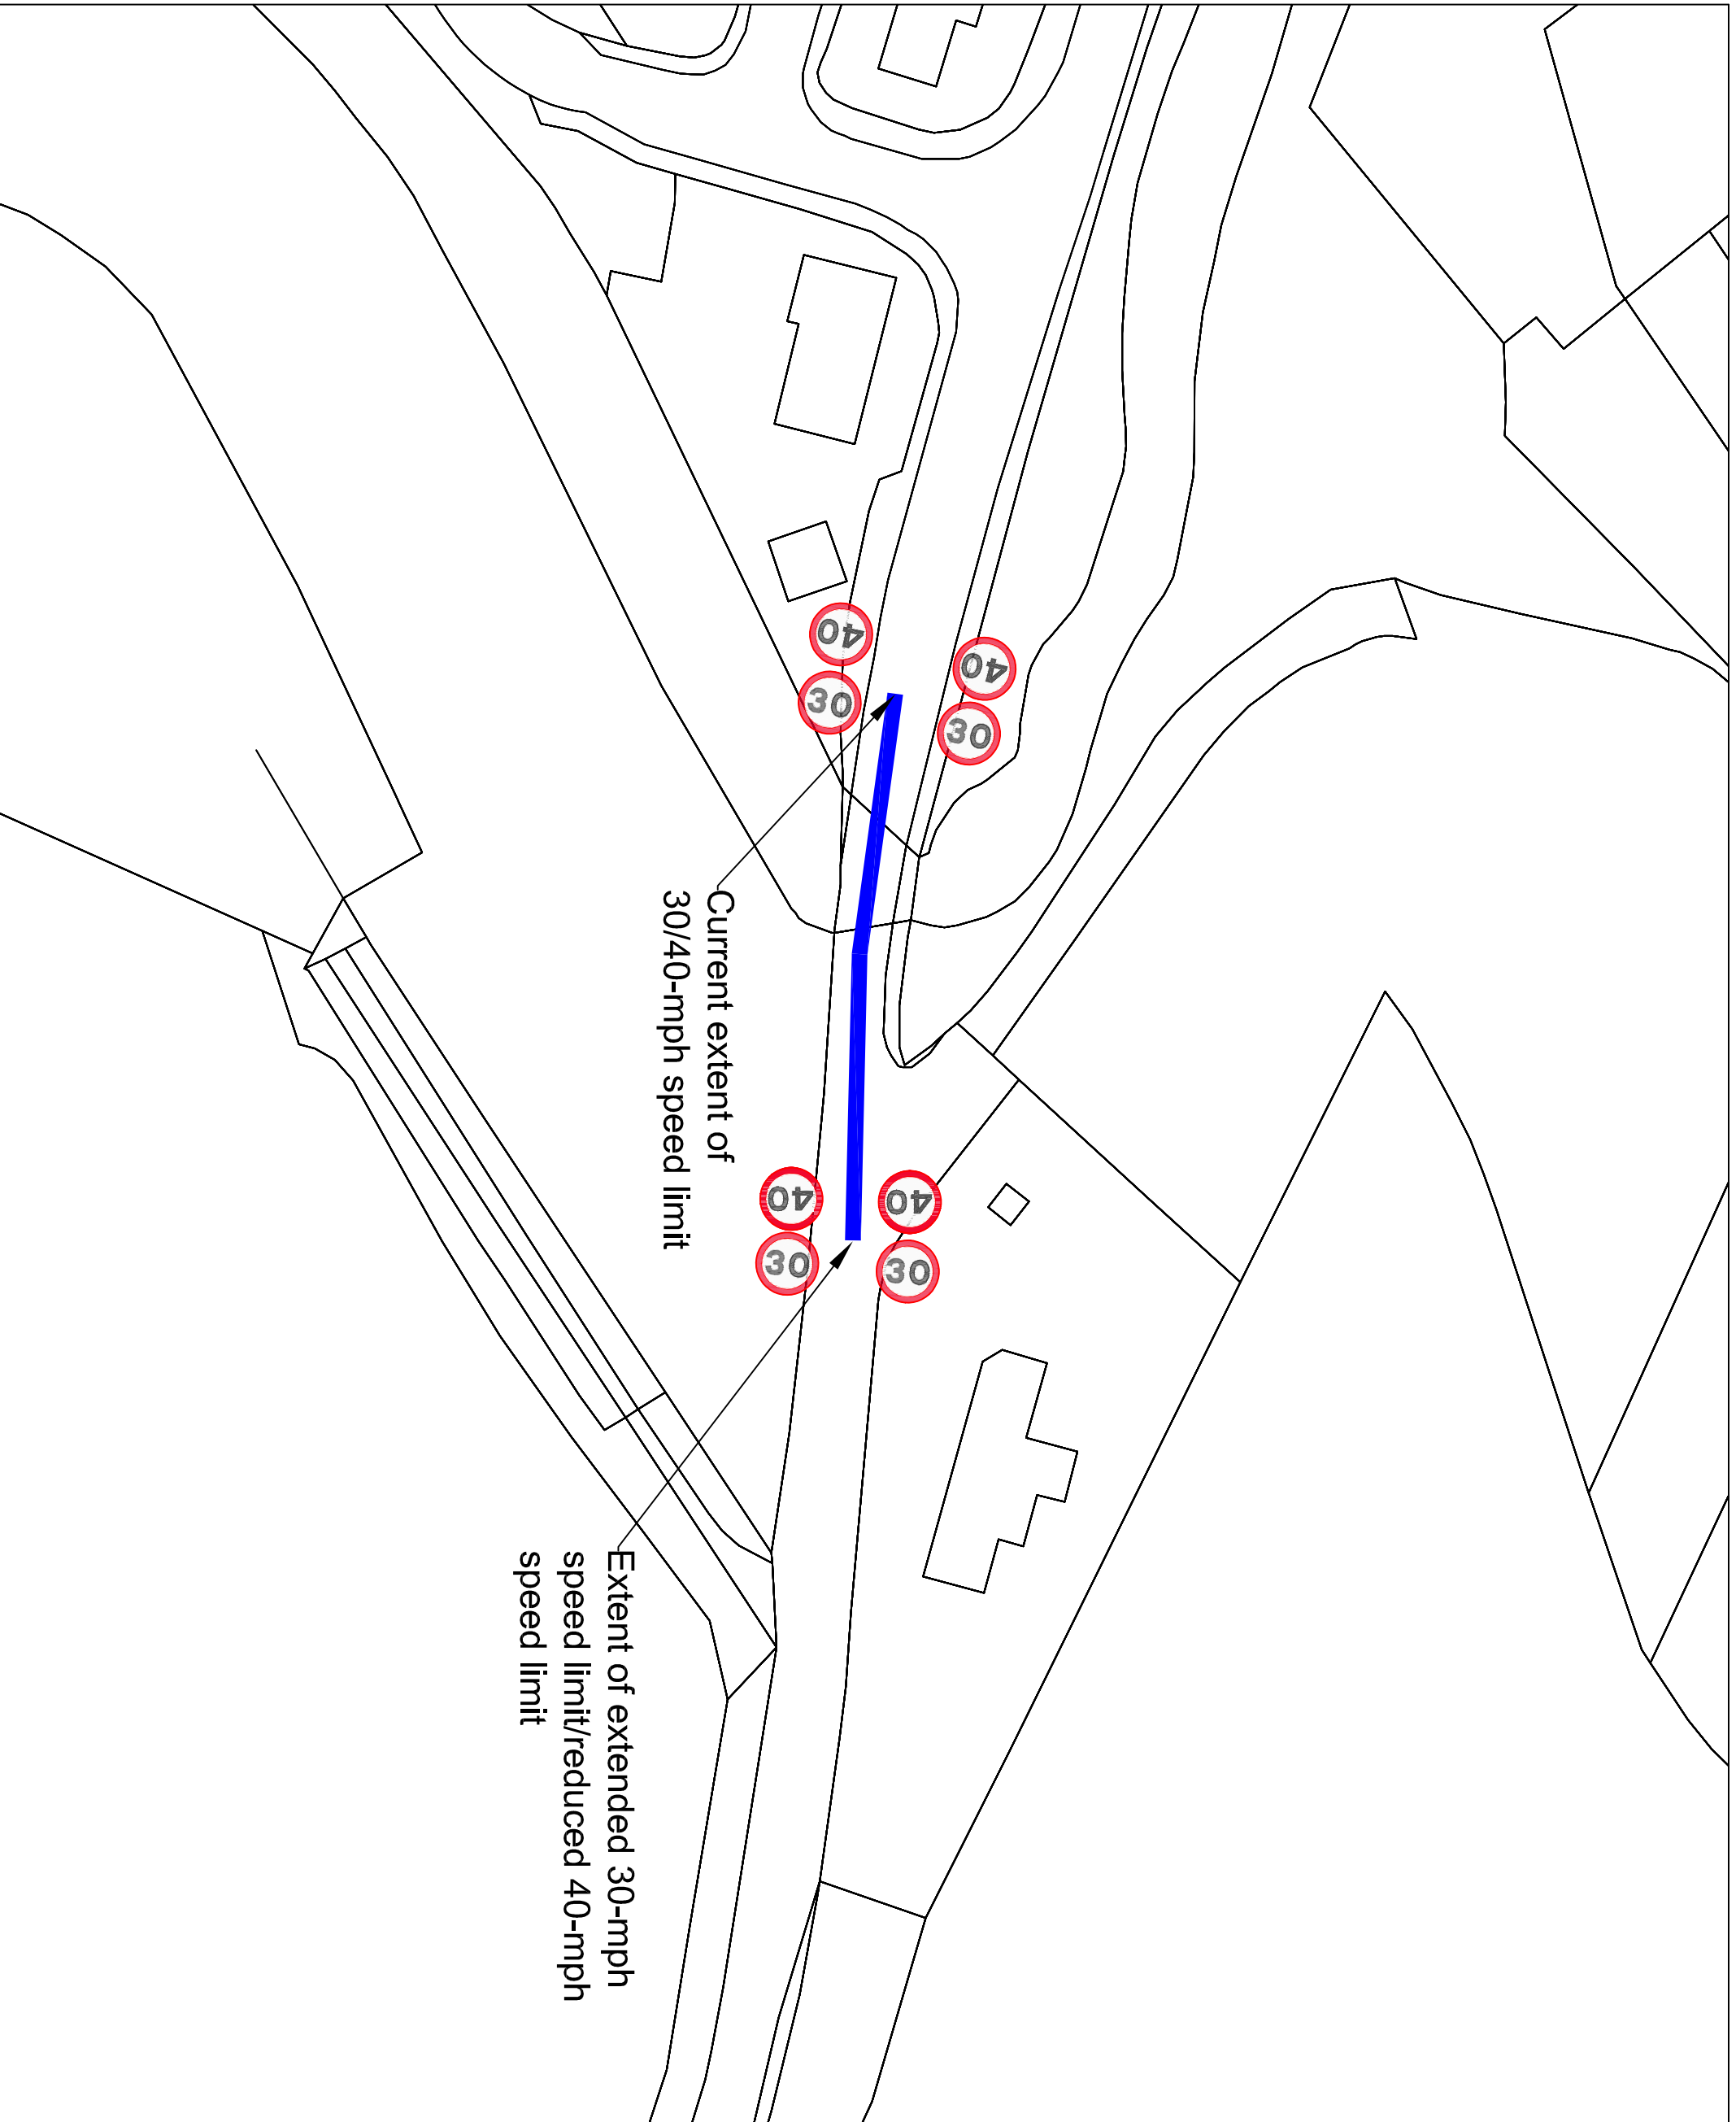 40
30
40
30
Current extent of
30/40-mph speed limit
40
30
40
30
Extent of extended 30-mph
speed limit/reduced 40-mph
speed limit